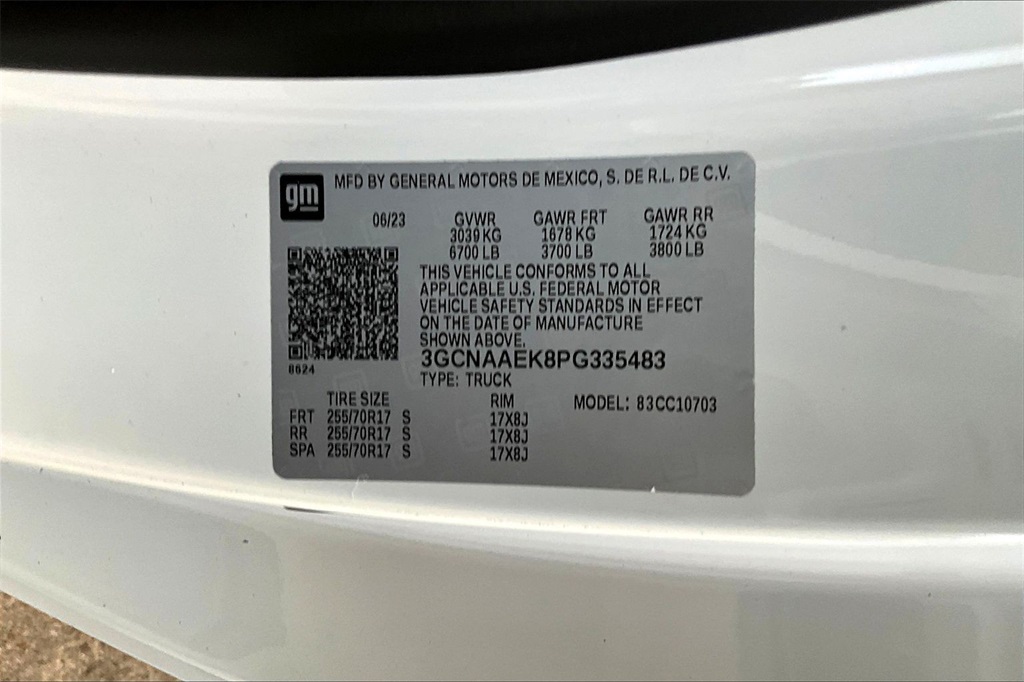 gm
MFD BY GENERAL MOTORS DE MEXICO, S. DE R.L. DE C.V.
06/23 GVWR GAWR FRT GAWR RR
3039 KG 1678 KG 1724 KG
6700 LB 3700 LB 3800 LB
THIS VEHICLE CONFORMS TO ALL
APPLICABLE U.S. FEDERAL MOTOR
VEHICLE SAFETY STANDARDS IN EFFECT
ON THE DATE OF MANUFACTURE
SHOWN ABOVE.
3GCNAAEK8PG335483
8624
TYPE: TRUCK
TIRE SIZE RIM MODEL: 83CC10703
FRT 255/70R17 S 17X8J
RR 255/70R17 S 17X8J
SPA 255/70R17 S 17X8J